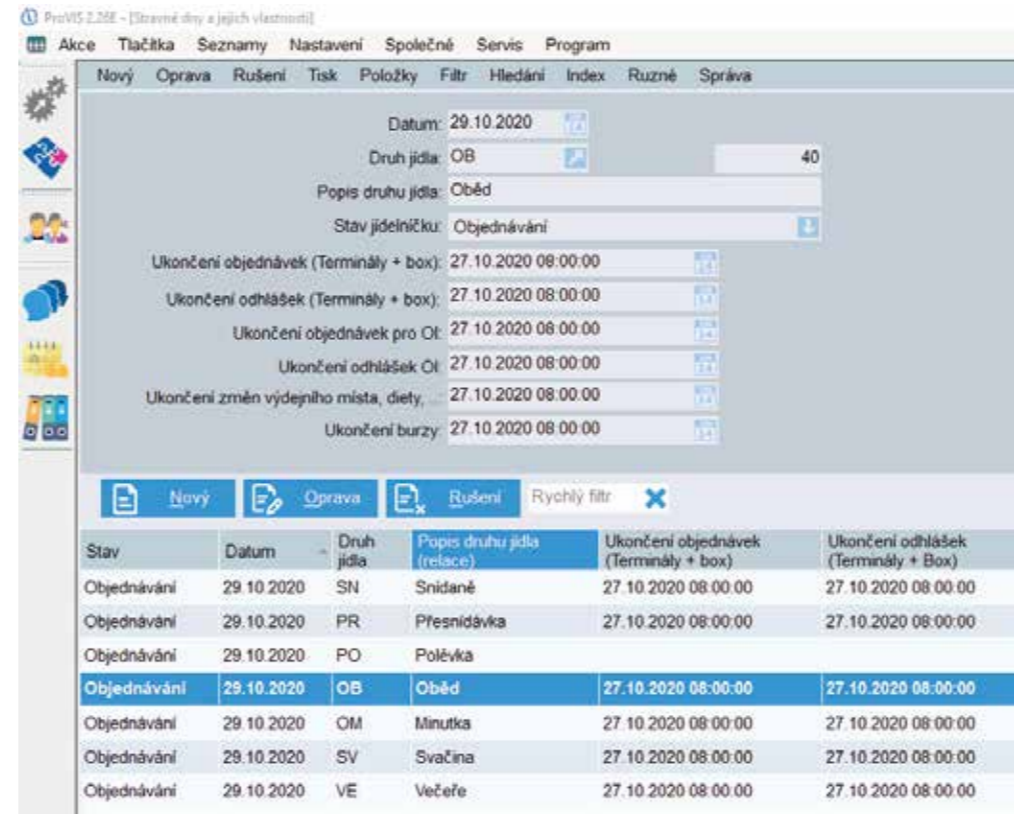 ProVIS 2.26E - [Stravné dny a jejich vlastnosti]
Akce Tlačítka Seznamy Nastavení Společné Servis Program
Nový Oprava Rušení Tisk Položky Filtr Hledání Index Ruzné Správa
Datum: 29.10.2020
Druh jídla: OB 40
Popis druhu jídla: Oběd
Stav jídelníčku: Objednávání
Ukončení objednávek (Terminály + box): 27.10.2020 08:00:00
Ukončení odhlášek (Terminály + box): 27.10.2020 08:00:00
Ukončení objednávek pro OI: 27.10.2020 08:00:00
Ukončení odhlášek OI: 27.10.2020 08:00:00
Ukončení změn výdejního místa, diety, ...: 27.10.2020 08:00:00
Ukončení burzy: 27.10.2020 08:00:00
Nový Oprava Rušení Rychlý filtr
Stav Datum Druh jídla Popis druhu jídla (relace) Ukončení objednávek (Terminály + box) Ukončení odhlášek (Terminály + Box)
Objednávání 29.10.2020 SN Snídaně 27.10.2020 08:00:00 27.10.2020 08:00:00
Objednávání 29.10.2020 PR Přesnídávka 27.10.2020 08:00:00 27.10.2020 08:00:00
Objednávání 29.10.2020 PO Polévka
Objednávání 29.10.2020 OB Oběd 27.10.2020 08:00:00 27.10.2020 08:00:00
Objednávání 29.10.2020 OM Minutka 27.10.2020 08:00:00 27.10.2020 08:00:00
Objednávání 29.10.2020 SV Svačina 27.10.2020 08:00:00 27.10.2020 08:00:00
Objednávání 29.10.2020 VE Večeře 27.10.2020 08:00:00 27.10.2020 08:00:00